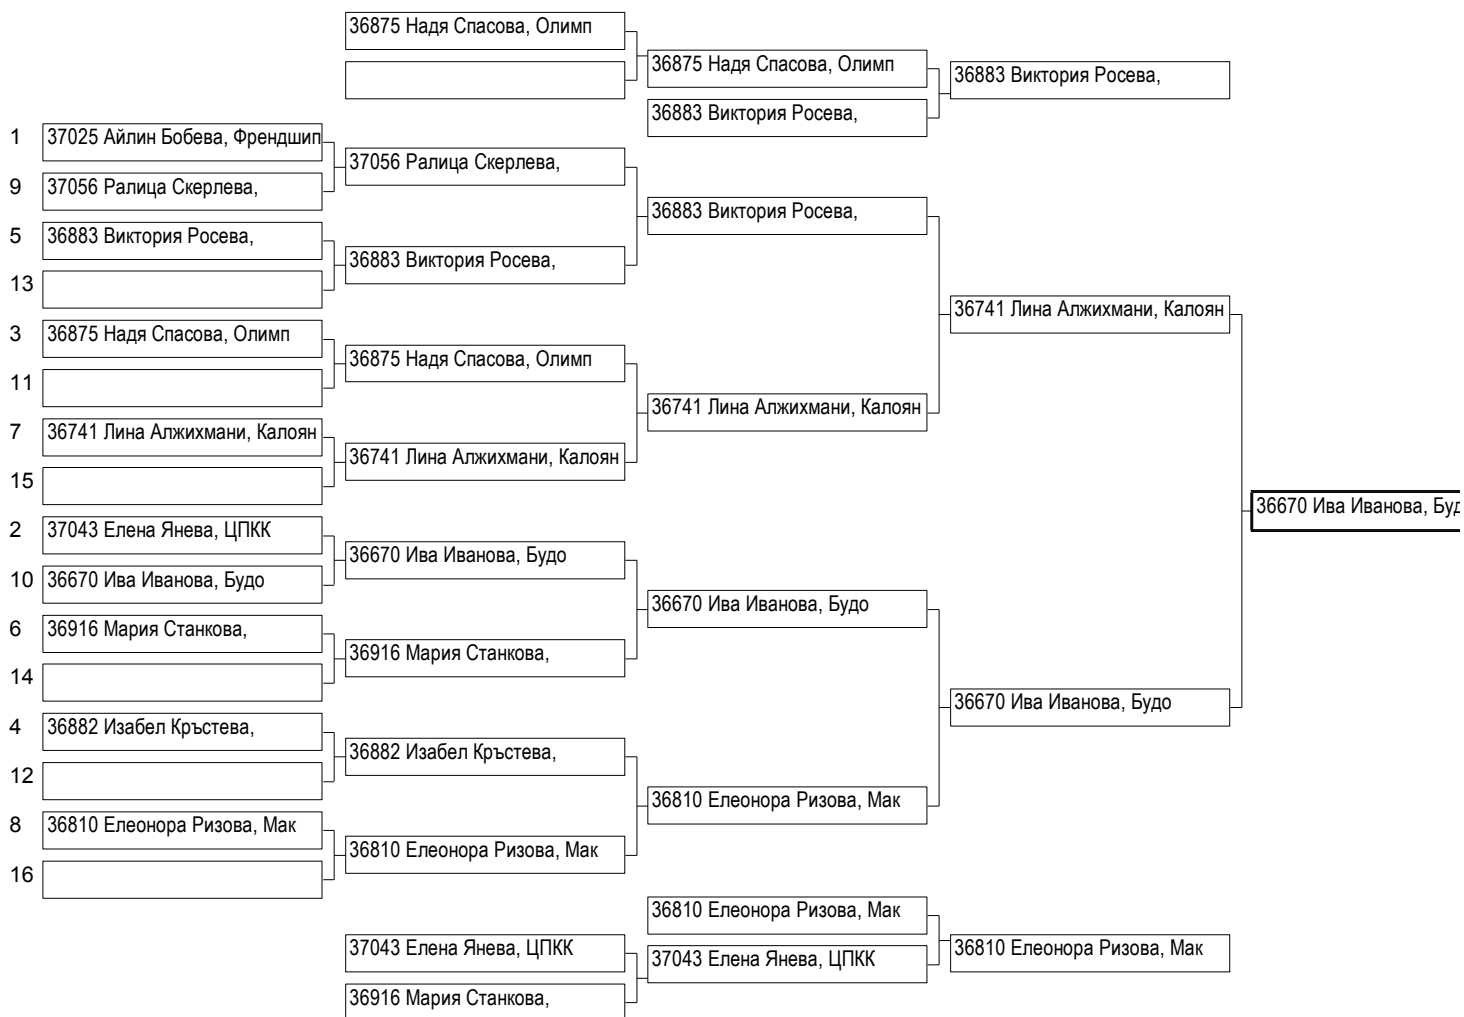 36875 Надя Спасова, Олимп
36875 Надя Спасова, Олимп
36883 Виктория Росева,
36883 Виктория Росева,
1 37025 Айлин Бобева, Френдшип
37056 Ралица Скерлева,
9 37056 Ралица Скерлева,
36883 Виктория Росева,
5 36883 Виктория Росева,
36883 Виктория Росева,
13
36741 Лина Алжихмани, Калоян
3 36875 Надя Спасова, Олимп
36875 Надя Спасова, Олимп
11
36741 Лина Алжихмани, Калоян
7 36741 Лина Алжихмани, Калоян
36741 Лина Алжихмани, Калоян
15
36670 Ива Иванова, Буд
2 37043 Елена Янева, ЦПКК
36670 Ива Иванова, Будо
10 36670 Ива Иванова, Будо
36670 Ива Иванова, Будо
6 36916 Мария Станкова,
36916 Мария Станкова,
14
36670 Ива Иванова, Будо
4 36882 Изабел Кръстева,
36882 Изабел Кръстева,
12
36810 Елеонора Ризова, Мак
8 36810 Елеонора Ризова, Мак
36810 Елеонора Ризова, Мак
16
36810 Елеонора Ризова, Мак
37043 Елена Янева, ЦПКК
37043 Елена Янева, ЦПКК
36810 Елеонора Ризова, Мак
36916 Мария Станкова,